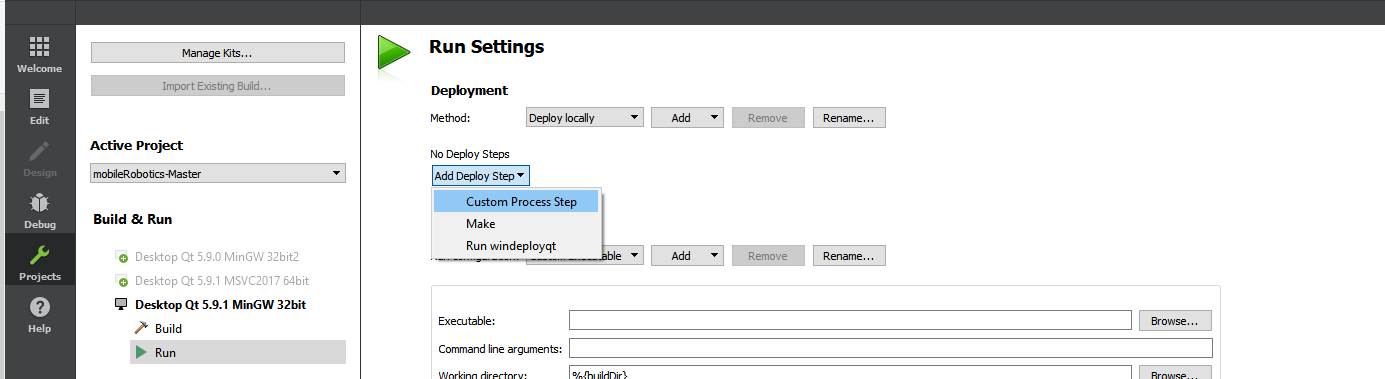 Welcome
Edit
Design
Debug
Projects
Help
Manage Kits...
Import Existing Build...
Active Project
mobileRobotics-Master
Build & Run
Desktop Qt 5.9.0 MinGW 32bit2
Desktop Qt 5.9.1 MSVC2017 64bit
Desktop Qt 5.9.1 MinGW 32bit
Build
Run
Run Settings
Deployment
Method: Deploy locally Add Remove Rename...
No Deploy Steps
Add Deploy Step
Custom Process Step
Make
Run windeployqt
Add Remove Rename...
Executable: Browse...
Command line arguments:
Working directory: %{buildDir} Browse...